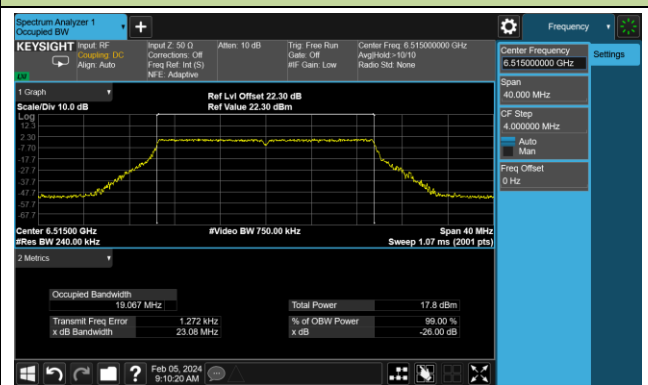 Spectrum Analyzer 1
Occupied BW
+
Frequency
KEYSIGHT
Input: RF
Coupling: DC
Align: Auto
Input Z: 50 Ω
Corrections: Off
Freq Ref: Int (S)
NFE: Adaptive
Atten: 10 dB
Trig: Free Run
Gate: Off
#IF Gain: Low
Center Freq: 6.515000000 GHz
Avg|Hold:>10/10
Radio Std: None
Center Frequency
6.515000000 GHz
Settings
Span
40.000 MHz
CF Step
4.000000 MHz
Auto
Man
Freq Offset
0 Hz
1 Graph
Scale/Div 10.0 dB
Ref Lvl Offset 22.30 dB
Ref Value 22.30 dBm
Log
12.3
2.30
-7.70
-17.7
-27.7
-37.7
-47.7
-57.7
-67.7
Center 6.51500 GHz
#Res BW 240.00 kHz
#Video BW 750.00 kHz
Span 40 MHz
Sweep 1.07 ms (2001 pts)
2 Metrics
Occupied Bandwidth
19.067 MHz
Transmit Freq Error 1.272 kHz
x dB Bandwidth 23.08 MHz
Total Power 17.8 dBm
% of OBW Power 99.00 %
x dB -26.00 dB
?
Feb 05, 2024
9:10:20 AM